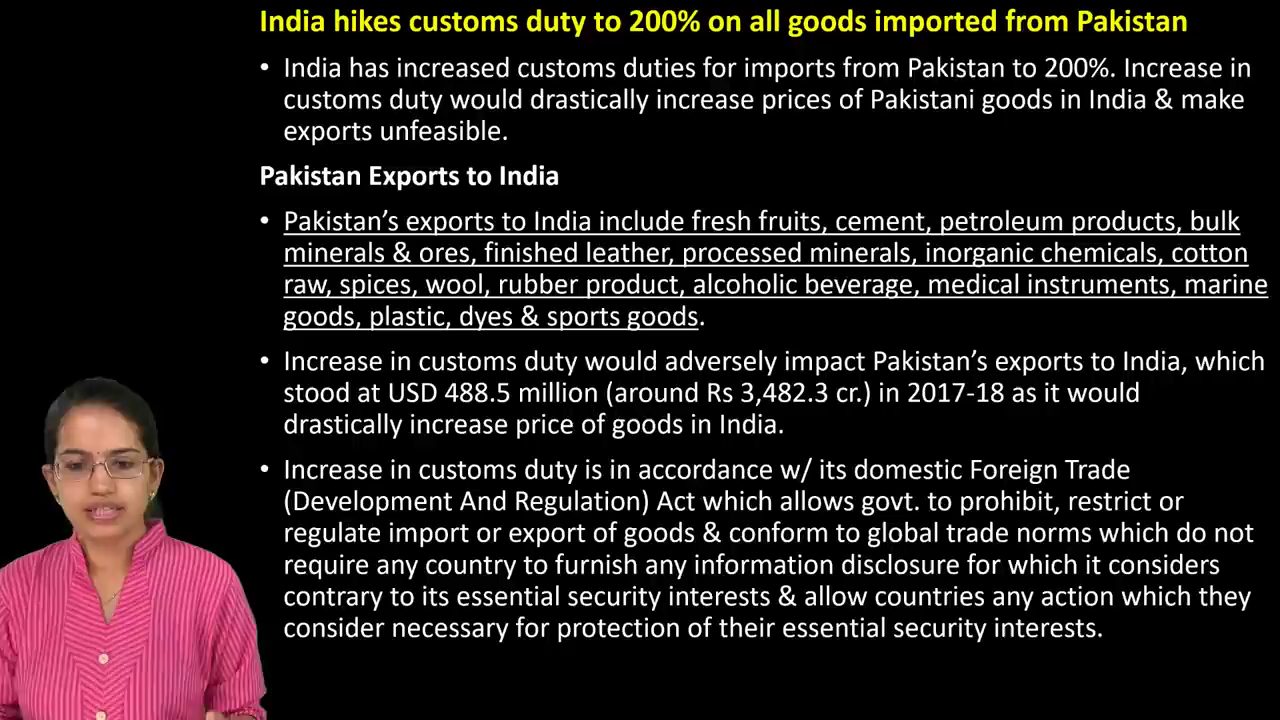 India hikes customs duty to 200% on all goods imported from Pakistan
• India has increased customs duties for imports from Pakistan to 200%. Increase in
customs duty would drastically increase prices of Pakistani goods in India & make
exports unfeasible.
Pakistan Exports to India
• Pakistan's exports to India include fresh fruits, cement, petroleum products, bulk
minerals & ores, finished leather, processed minerals, inorganic chemicals, cotton
raw, spices, wool, rubber product, alcoholic beverage, medical instruments, marine
goods, plastic, dyes & sports goods.
• Increase in customs duty would adversely impact Pakistan's exports to India, which
stood at USD 488.5 million (around Rs 3,482.3 cr.) in 2017-18 as it would
drastically increase price of goods in India.
• Increase in customs duty is in accordance w/ its domestic Foreign Trade
(Development And Regulation) Act which allows govt. to prohibit, restrict or
regulate import or export of goods & conform to global trade norms which do not
require any country to furnish any information disclosure for which it considers
contrary to its essential security interests & allow countries any action which they
consider necessary for protection of their essential security interests.